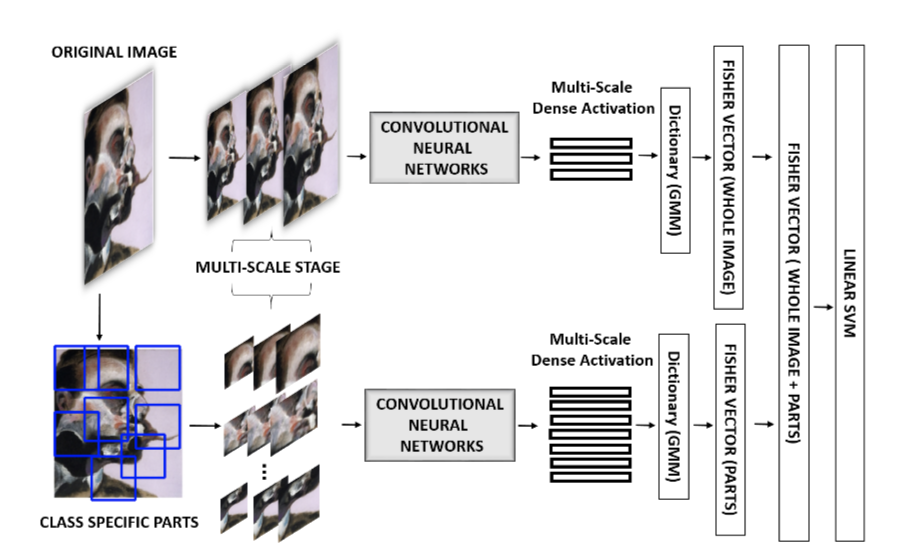 ORIGINAL IMAGE
CONVOLUTIONAL
NEURAL
NETWORKS
Multi-Scale
Dense Activation
Dictionary (GMM)
FISHER VECTOR (WHOLE IMAGE)
FISHER VECTOR ( WHOLE IMAGE + PARTS)
LINEAR SVM
MULTI-SCALE STAGE
CONVOLUTIONAL
NEURAL
NETWORKS
Multi-Scale
Dense Activation
Dictionary (GMM)
FISHER VECTOR (PARTS)
CLASS SPECIFIC PARTS